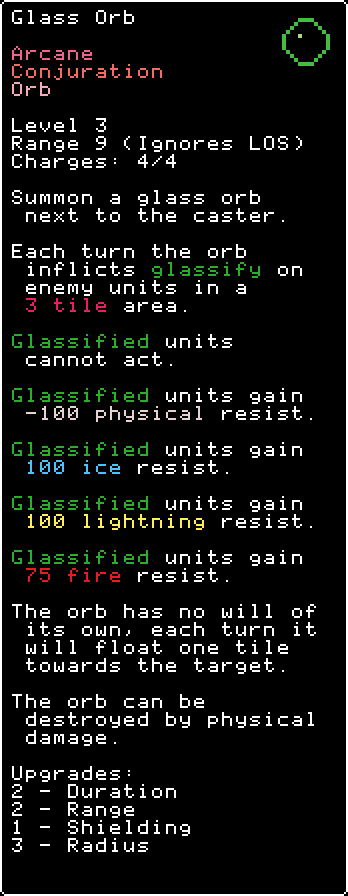 Glass Orb
Arcane
Conjuration
Orb
Level 3
Range 9 (Ignores LOS)
Charges: 4/4
Summon a glass orb
next to the caster.
Each turn the orb
inflicts glassify on
enemy units in a
3 tile area.
Glassified units
cannot act.
Glassified units gain
-100 physical resist.
Glassified units gain
100 ice resist.
Glassified units gain
100 lightning resist.
Glassified units gain
75 fire resist.
The orb has no will of
its own, each turn it
will float one tile
towards the target.
The orb can be
destroyed by physical
damage.
Upgrades:
2 - Duration
2 - Range
1 - Shielding
3 - Radius